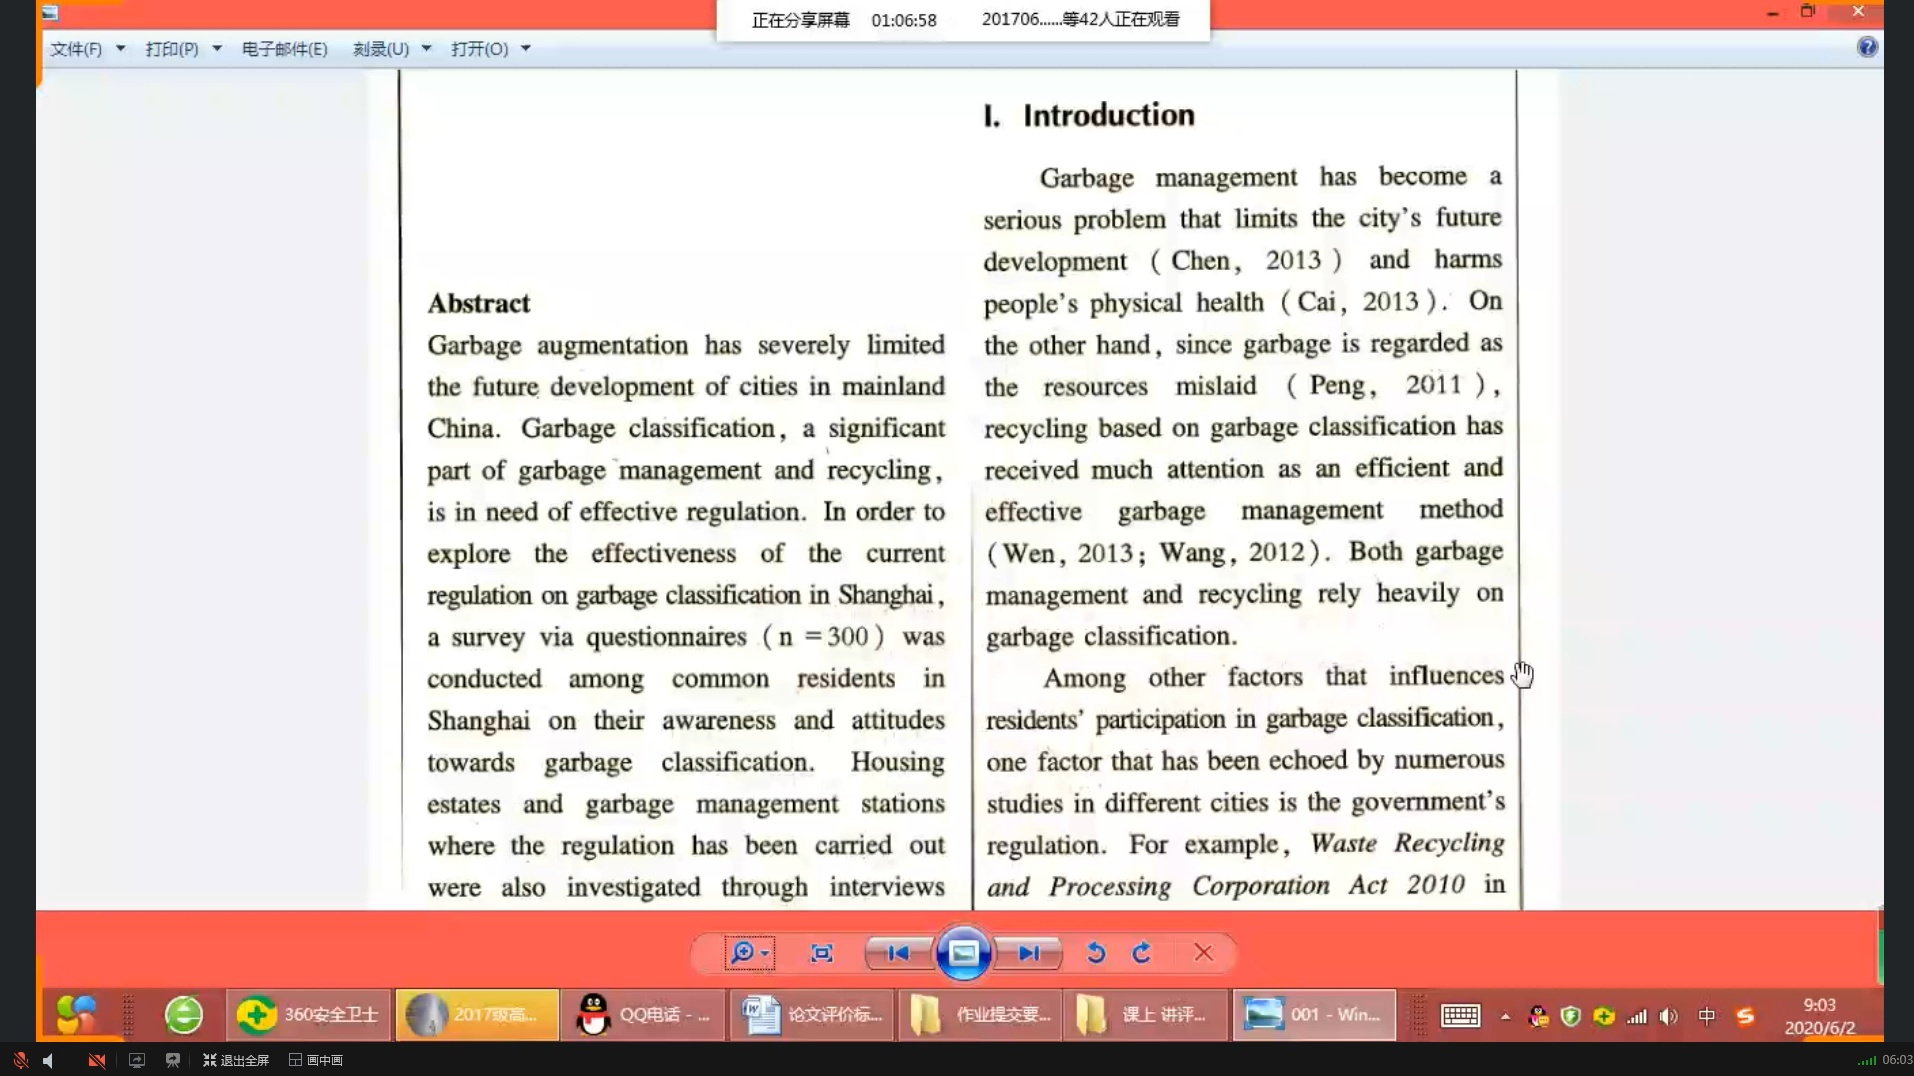 正在分享屏幕 01:06:58 201706......等42人正在观看
文件(F) 打印(P) 电子邮件(E) 刻录(U) 打开(O)
Abstract
Garbage augmentation has severely limited
the future development of cities in mainland
China. Garbage classification, a significant
part of garbage management and recycling,
is in need of effective regulation. In order to
explore the effectiveness of the current
regulation on garbage classification in Shanghai,
a survey via questionnaires (n =300) was
conducted among common residents in
Shanghai on their awareness and attitudes
towards garbage classification. Housing
estates and garbage management stations
where the regulation has been carried out
were also investigated through interviews
I. Introduction
Garbage management has become a
serious problem that limits the city's future
development (Chen, 2013) and harms
people's physical health (Cai, 2013). On
the other hand, since garbage is regarded as
the resources mislaid (Peng, 2011),
recycling based on garbage classification has
received much attention as an efficient and
effective garbage management method
(Wen, 2013; Wang, 2012). Both garbage
management and recycling rely heavily on
garbage classification.
Among other factors that influences
residents' participation in garbage classification,
one factor that has been echoed by numerous
studies in different cities is the government's
regulation. For example, Waste Recycling
and Processing Corporation Act 2010 in
360安全卫士 2017级高... QQ电话 - ... 论文评价标... 作业提交要... 课上 讲评... 001 - Win... 中 9:03
2020/6/2
退出全屏 画中画 06:03